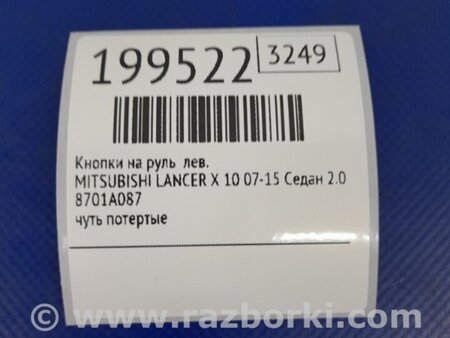 199522
3249
Кнопки на руль лев.
MITSUBISHI LANCER X 10 07-15 Седан 2.0
8701A087
чуть потертые
© www.razborki.com